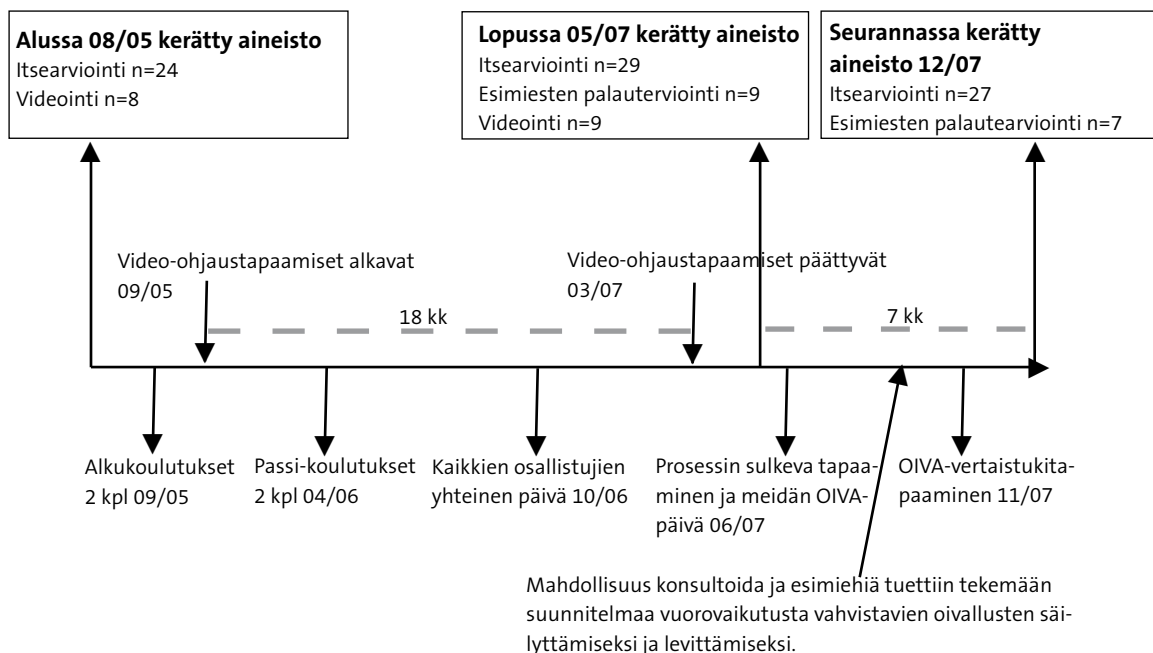 Alussa 08/05 kerätty aineisto
Itsearviointi n=24
Videointi n=8
Lopussa 05/07 kerätty aineisto
Itsearviointi n=29
Esimiesten palauterviointi n=9
Videointi n=9
Seurannassa kerätty
aineisto 12/07
Itsearviointi n=27
Esimiesten palautearviointi n=7
Video-ohjaustapaamiset alkavat
09/05
Video-ohjaustapaamiset päättyvät
03/07
18 kk
7 kk
Alkukoulutukset
2 kpl 09/05
Passi-koulutukset
2 kpl 04/06
Kaikkien osallistujien
yhteinen päivä 10/06
Prosessin sulkeva tapaa-
minen ja meidän OIVA-
päivä 06/07
OIVA-vertaistukita-
paaminen 11/07
Mahdollisuus konsultoida ja esimiehiä tuettiin tekemään
suunnitelmaa vuorovaikutusta vahvistavien oivallusten säi-
lyttämiseksi ja levittämiseksi.